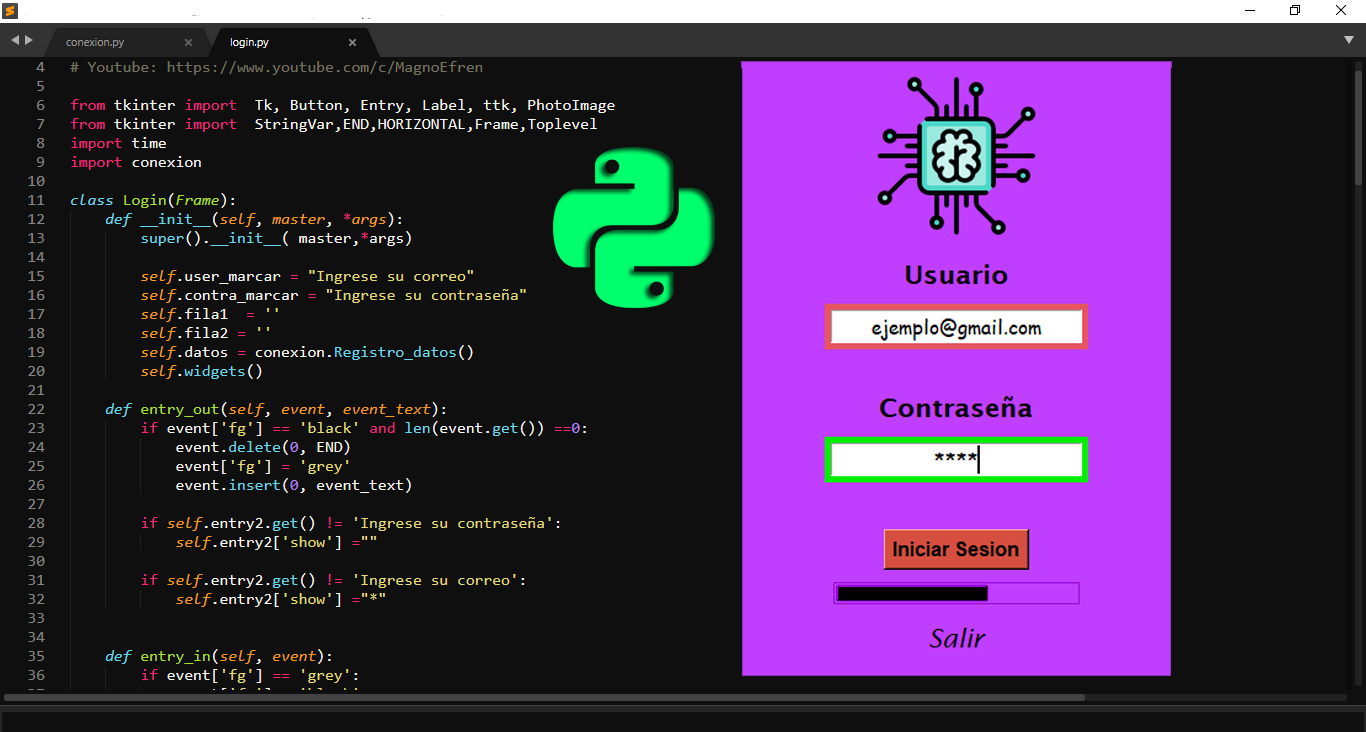 conexion.py
login.py
4 # Youtube: https://www.youtube.com/c/MagnoEfren
5
6 from tkinter import  Tk, Button, Entry, Label, ttk, PhotoImage
7 from tkinter import  StringVar,END,HORIZONTAL,Frame,Toplevel
8 import time
9 import conexion
10
11 class Login(Frame):
12     def __init__(self, master, *args):
13         super().__init__( master,*args)
14
15         self.user_marcar = "Ingrese su correo"
16         self.contra_marcar = "Ingrese su contraseña"
17         self.fila1  = ''
18         self.fila2 = ''
19         self.datos = conexion.Registro_datos()
20         self.widgets()
21
22     def entry_out(self, event, event_text):
23         if event['fg'] == 'black' and len(event.get()) ==0:
24             event.delete(0, END)
25             event['fg'] = 'grey'
26             event.insert(0, event_text)
27
28         if self.entry2.get() != 'Ingrese su contraseña':
29             self.entry2['show'] =""
30
31         if self.entry2.get() != 'Ingrese su correo':
32             self.entry2['show'] ="*"
33
34
35     def entry_in(self, event):
36         if event['fg'] == 'grey':
Usuario
ejemplo@gmail.com
Contraseña
****
Iniciar Sesion
Salir